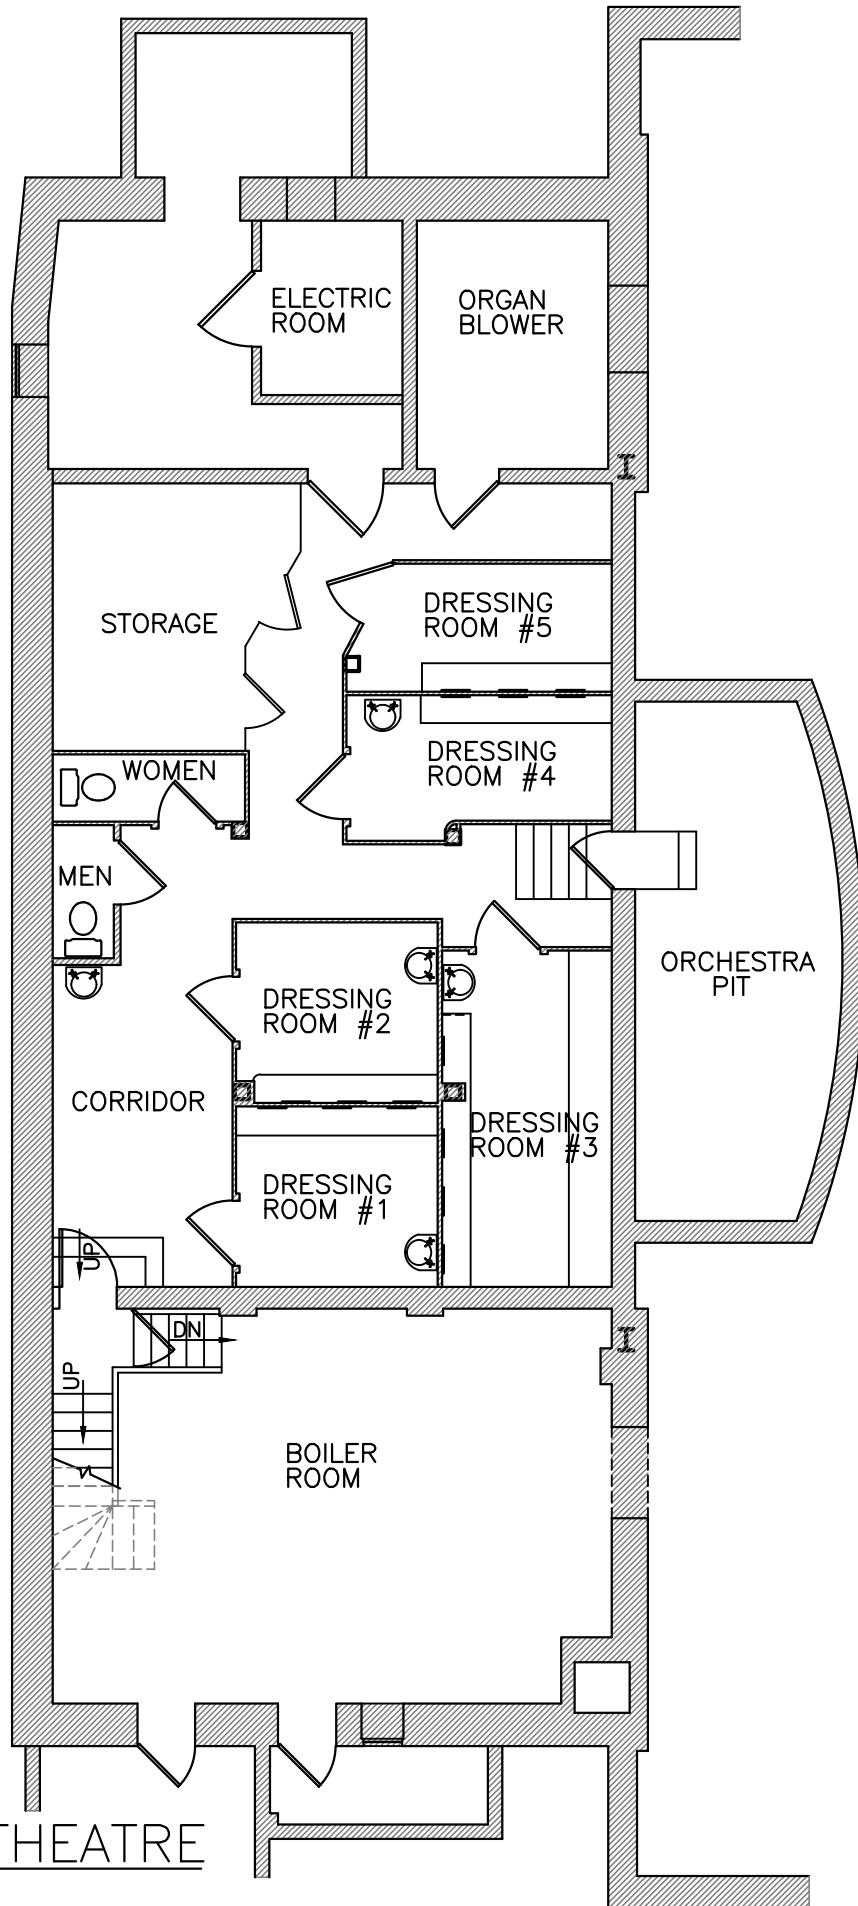 ELECTRIC
ROOM
ORGAN
BLOWER
STORAGE
DRESSING
ROOM #5
DRESSING
ROOM #4
WOMEN
MEN
ORCHESTRA
PIT
DRESSING
ROOM #2
CORRIDOR
DRESSING
ROOM #3
DRESSING
ROOM #1
UP
DN
UP
BOILER
ROOM
THEATRE